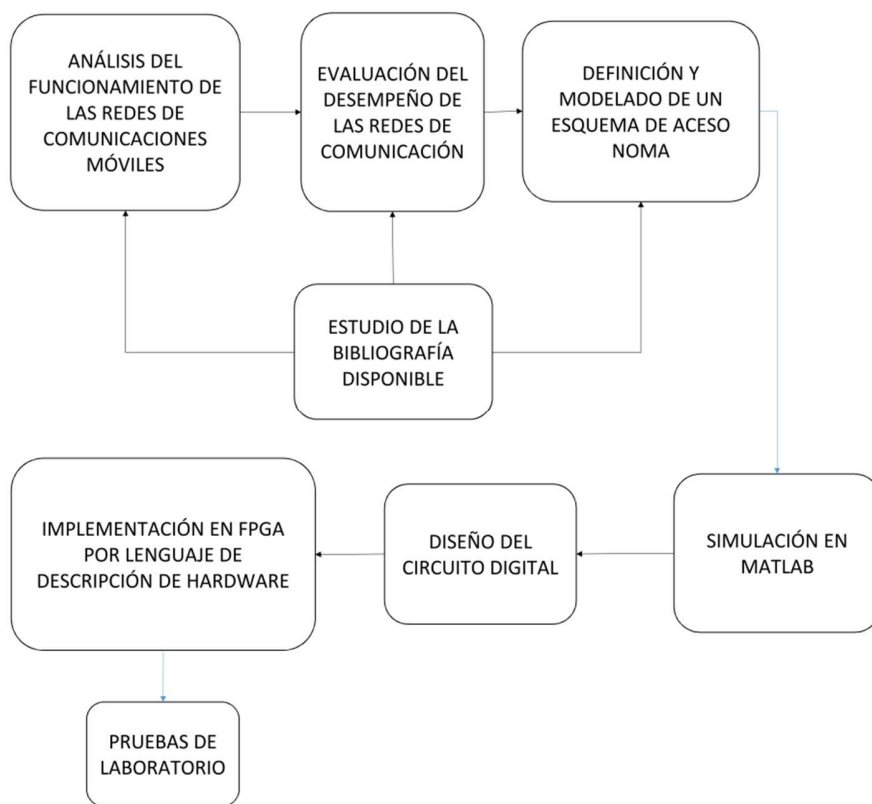 ANÁLISIS DEL
FUNCIONAMIENTO DE
LAS REDES DE
COMUNICACIONES
MÓVILES
EVALUACIÓN DEL
DESEMPEÑO DE
LAS REDES DE
COMUNICACIÓN
DEFINICIÓN Y
MODELADO DE UN
ESQUEMA DE ACESO
NOMA
ESTUDIO DE LA
BIBLIOGRAFÍA
DISPONIBLE
IMPLEMENTACIÓN EN FPGA
POR LENGUAJE DE
DESCRIPCIÓN DE HARDWARE
DISEÑO DEL
CIRCUITO DIGITAL
SIMULACIÓN EN
MATLAB
PRUEBAS DE
LABORATORIO